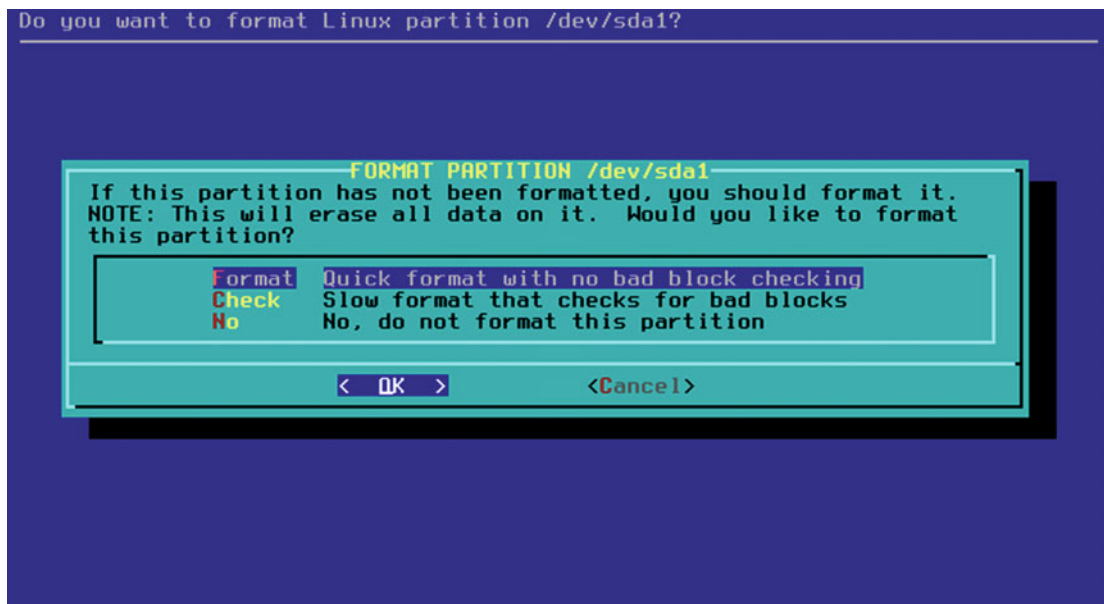 Do you want to format Linux partition /dev/sda1?
FORMAT PARTITION /dev/sda1
If this partition has not been formatted, you should format it.
NOTE: This will erase all data on it.  Would you like to format
this partition?
Format  Quick format with no bad block checking
Check  Slow format that checks for bad blocks
No  No, do not format this partition
<  OK  >  <Cancel>